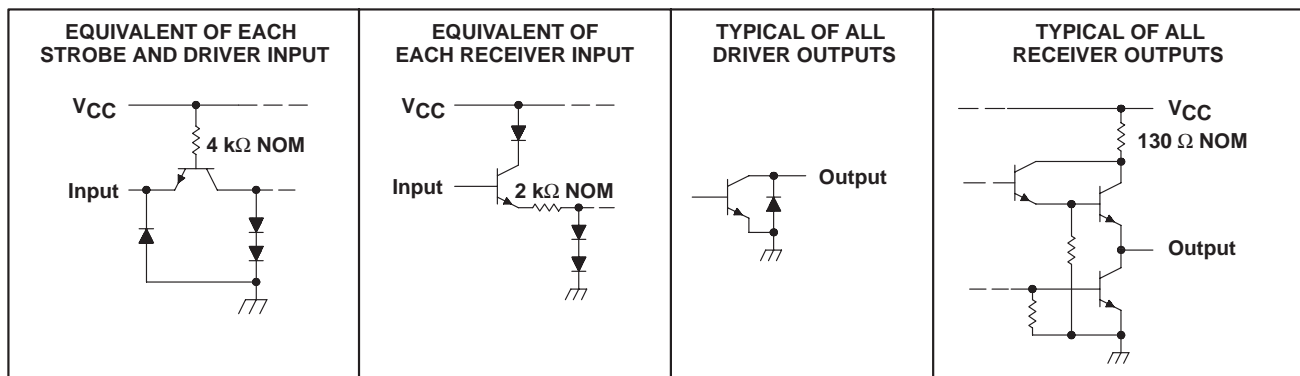 EQUIVALENT OF EACH
STROBE AND DRIVER INPUT
VCC
4 kΩ NOM
Input
EQUIVALENT OF
EACH RECEIVER INPUT
VCC
Input
2 kΩ NOM
TYPICAL OF ALL
DRIVER OUTPUTS
Output
TYPICAL OF ALL
RECEIVER OUTPUTS
VCC
130 Ω NOM
Output